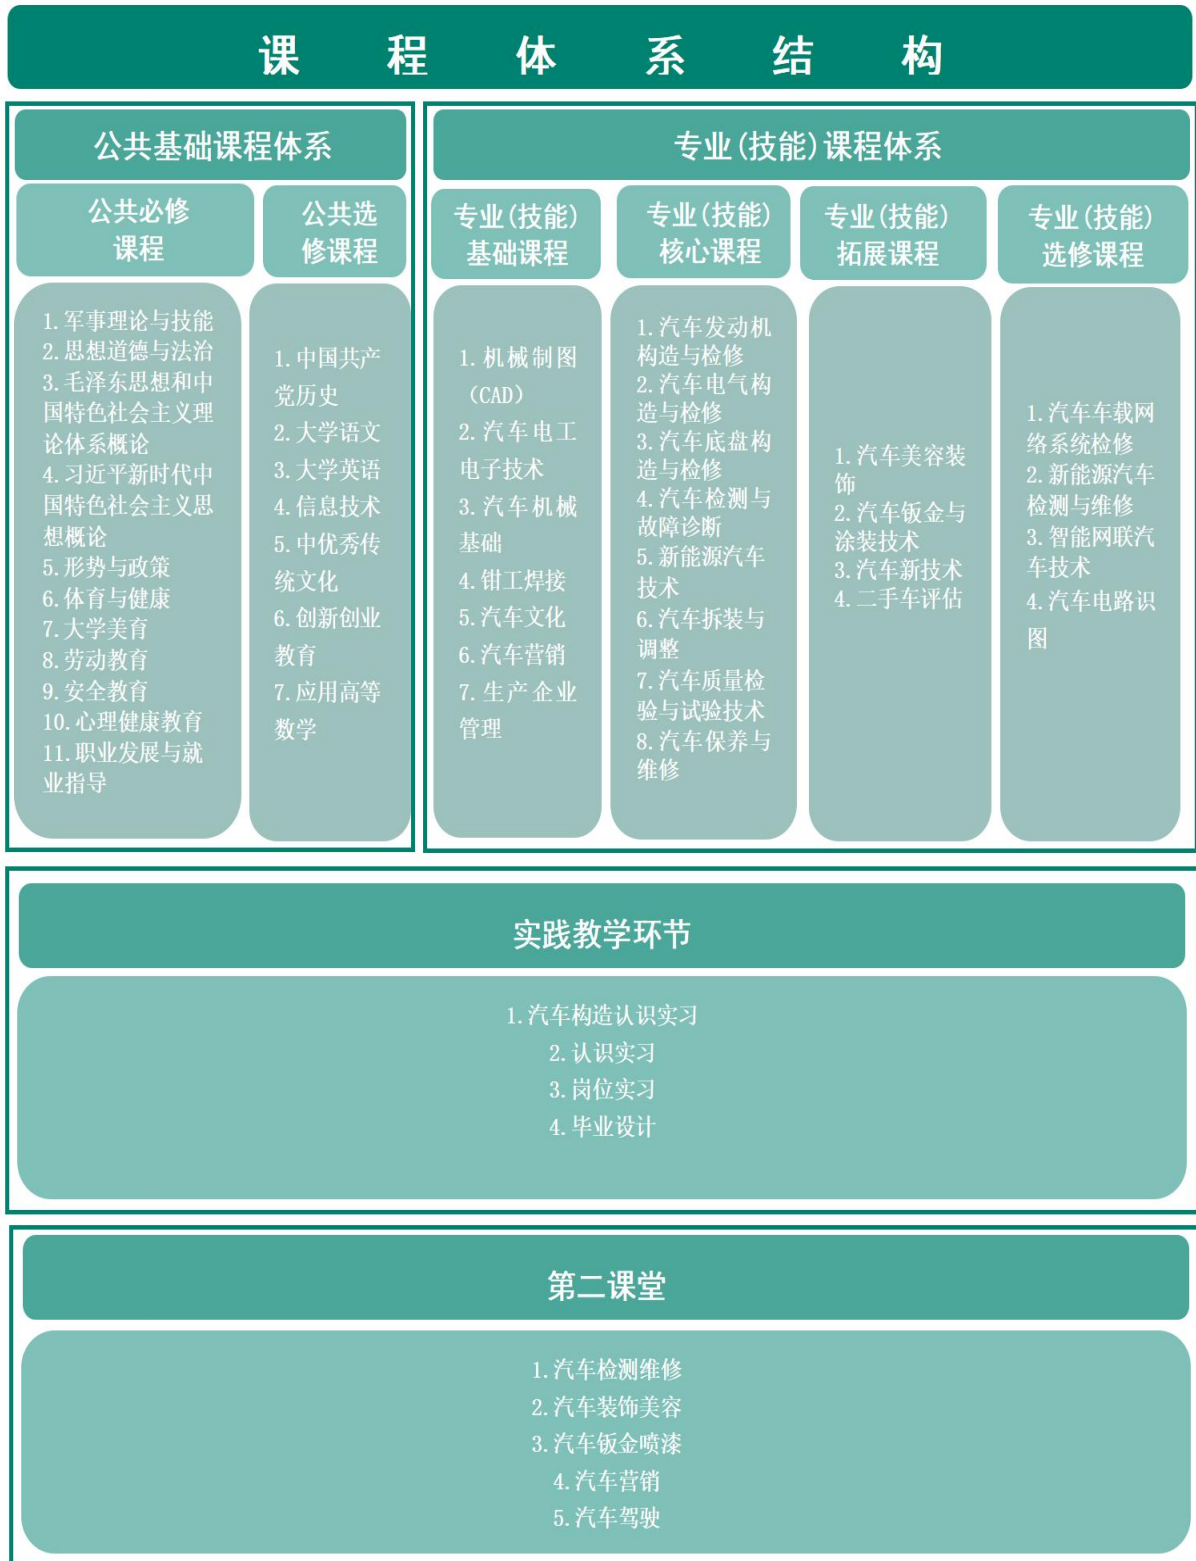 课程体系结构
公共基础课程体系
公共必修
课程
1.军事理论与技能
2.思想道德与法治
3.毛泽东思想和中
国特色社会主义理
论体系概论
4.习近平新时代中
国特色社会主义思
想概论
5.形势与政策
6.体育与健康
7.大学美育
8.劳动教育
9.安全教育
10.心理健康教育
11.职业发展与就
业指导
公共选
修课程
1.中国共产
党历史
2.大学语文
3.大学英语
4.信息技术
5.中优秀传
统文化
6.创新创业
教育
7.应用高等
数学
专业(技能)课程体系
专业(技能)
基础课程
1.机械制图
（CAD）
2.汽车电工
电子技术
3.汽车机械
基础
4.钳工焊接
5.汽车文化
6.汽车营销
7.生产企业
管理
专业(技能)
核心课程
1.汽车发动机
构造与检修
2.汽车电气构
造与检修
3.汽车底盘构
造与检修
4.汽车检测与
故障诊断
5.新能源汽车
技术
6.汽车拆装与
调整
7.汽车质量检
验与试验技术
8.汽车保养与
维修
专业(技能)
拓展课程
1.汽车美容装
饰
2.汽车钣金与
涂装技术
3.汽车新技术
4.二手车评估
专业(技能)
选修课程
1.汽车车载网
络系统检修
2.新能源汽车
检测与维修
3.智能网联汽
车技术
4.汽车电路识
图
实践教学环节
1.汽车构造认识实习
2.认识实习
3.岗位实习
4.毕业设计
第二课堂
1.汽车检测维修
2.汽车装饰美容
3.汽车钣金喷漆
4.汽车营销
5.汽车驾驶